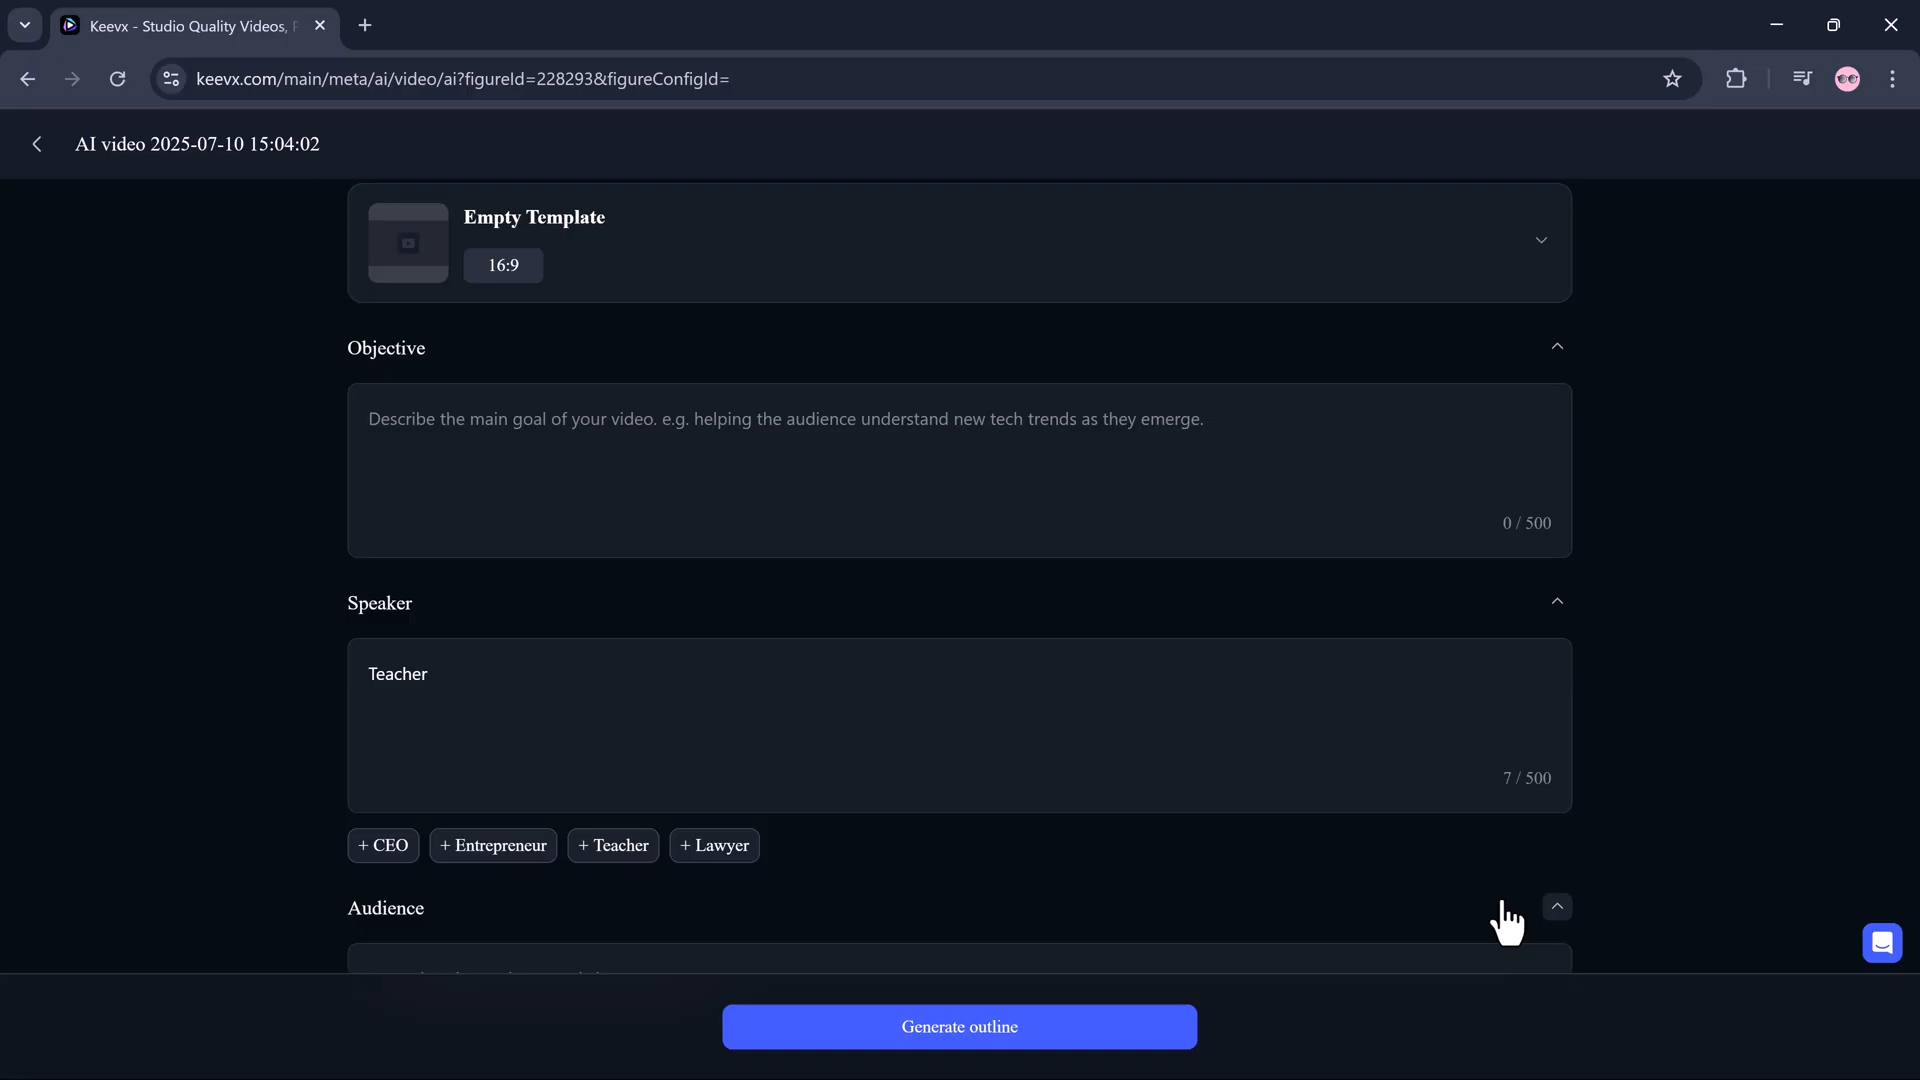 Keevx - Studio Quality Videos,
keevx.com/main/meta/ai/video/ai?figureId=228293&figureConfigId=
AI video 2025-07-10 15:04:02
Empty Template
16:9
Objective
Describe the main goal of your video. e.g. helping the audience understand new tech trends as they emerge.
0 / 500
Speaker
Teacher
7 / 500
+ CEO
+ Entrepreneur
+ Teacher
+ Lawyer
Audience
Generate outline